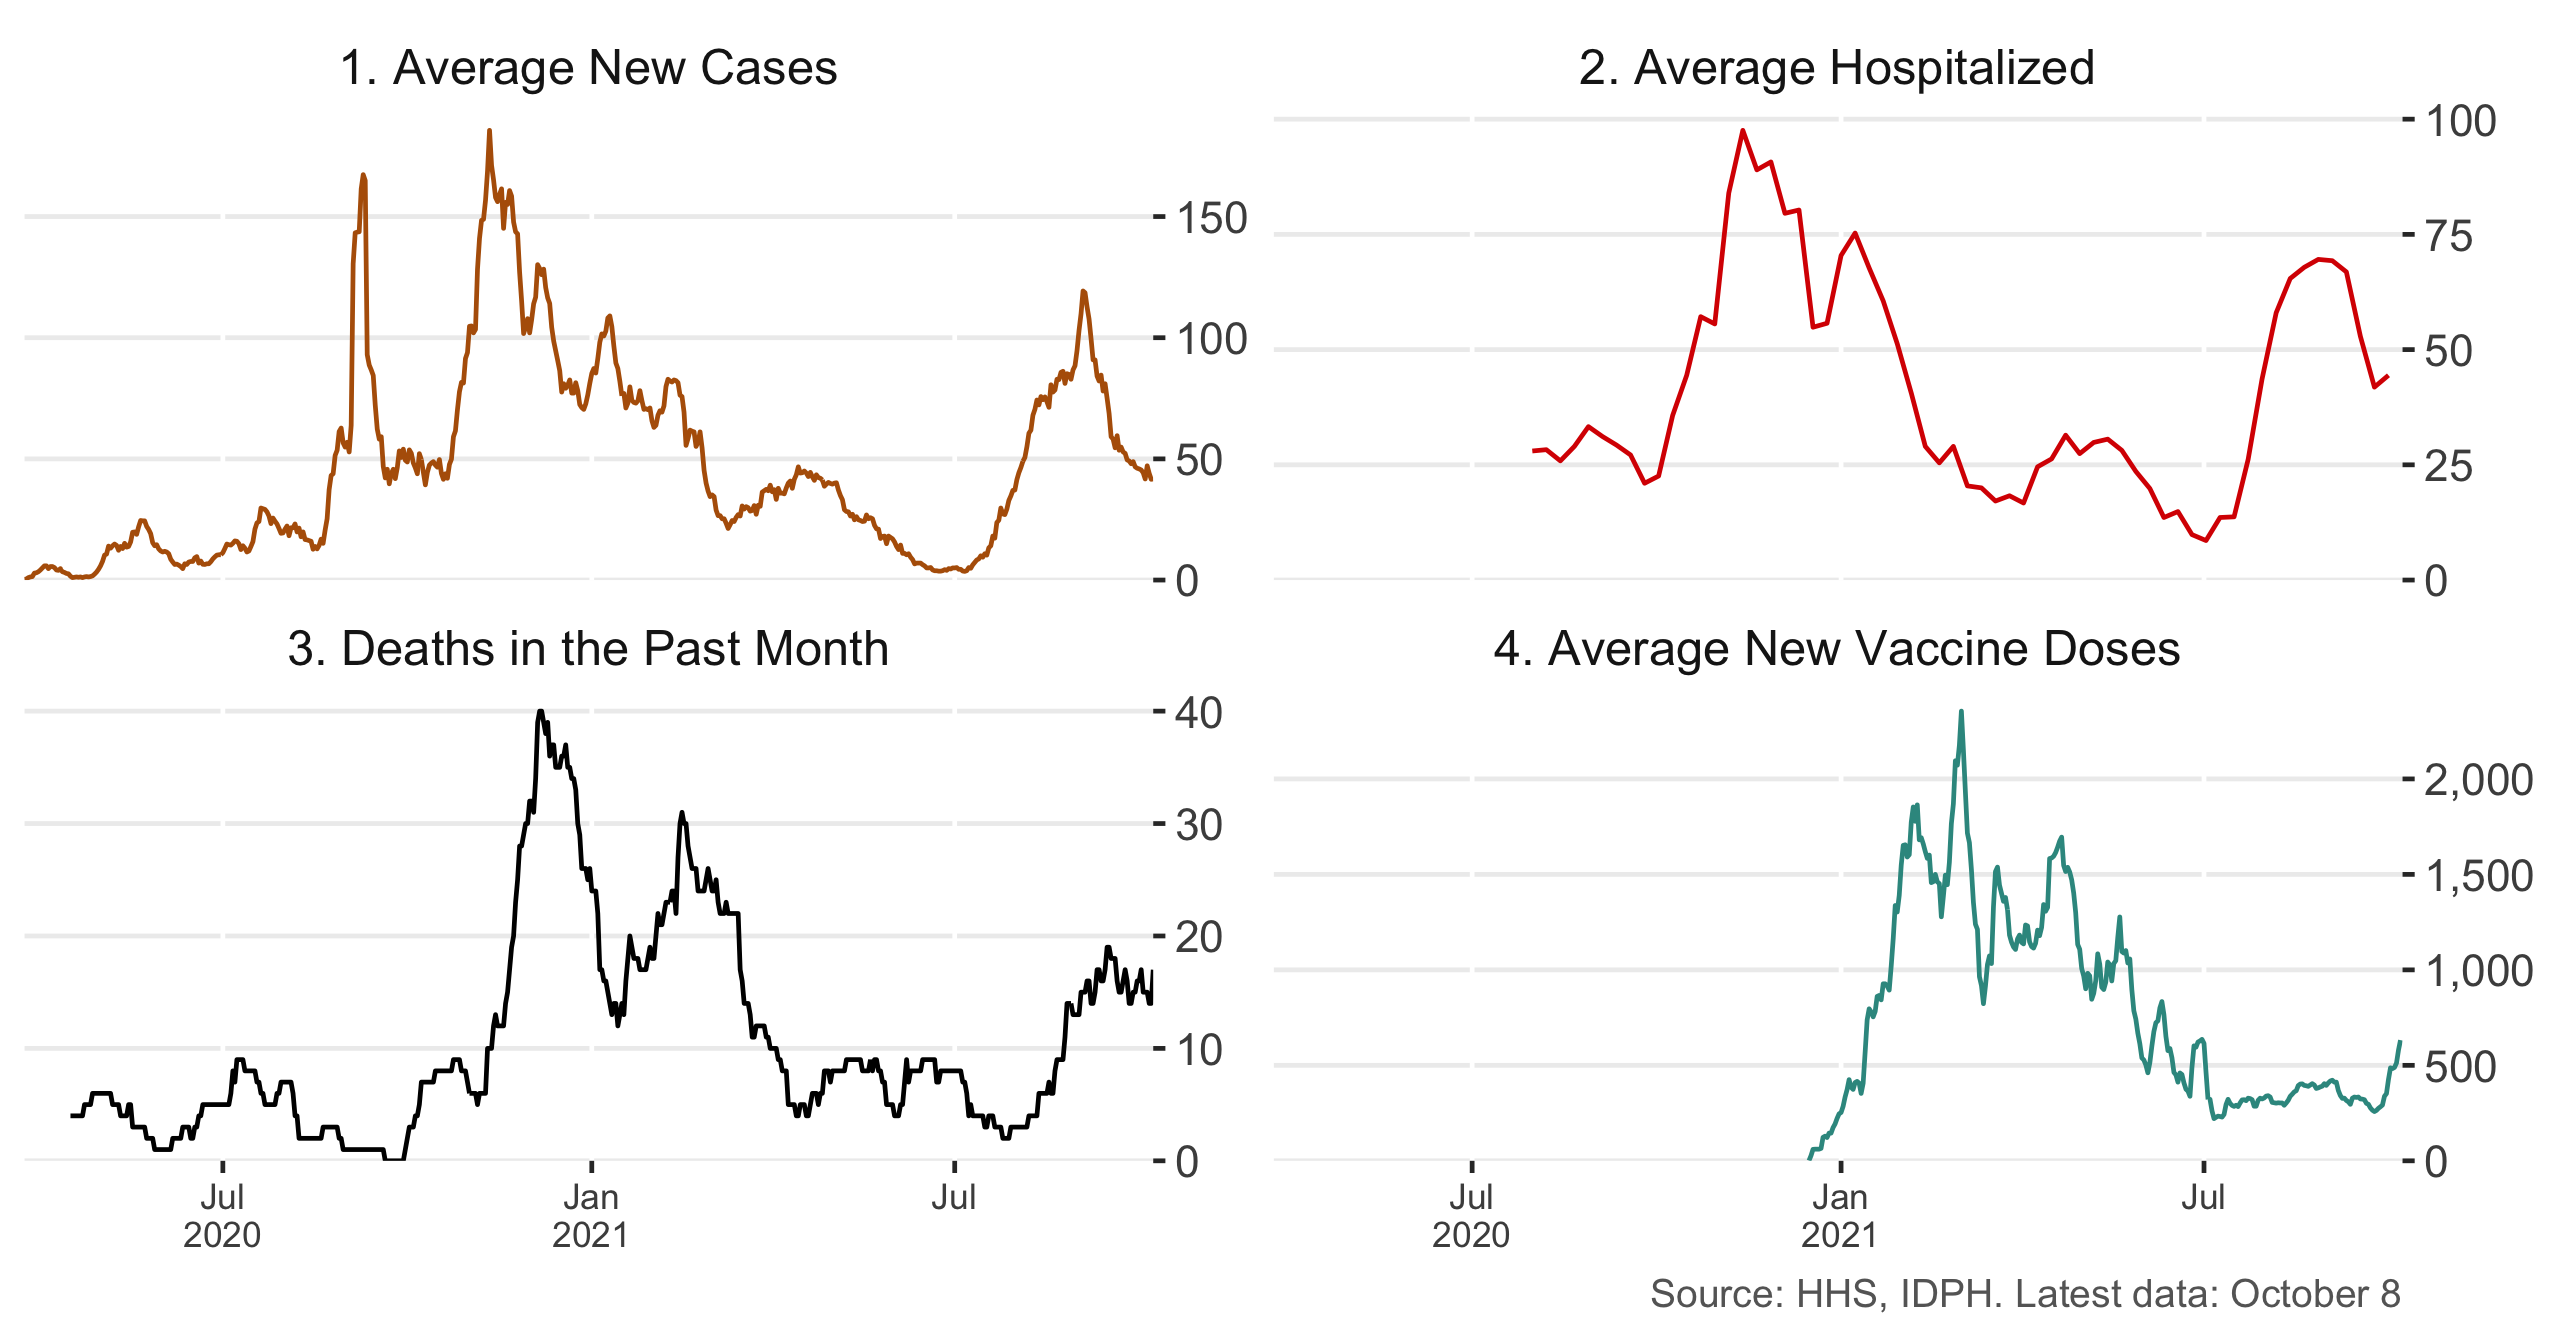 1. Average New Cases
150
100
50
0
2. Average Hospitalized
100
75
50
25
0
3. Deaths in the Past Month
40
30
20
10
0
Jul
2020
Jan
2021
Jul
4. Average New Vaccine Doses
2,000
1,500
1,000
500
0
Jul
2020
Jan
2021
Jul
Source: HHS, IDPH. Latest data: October 8